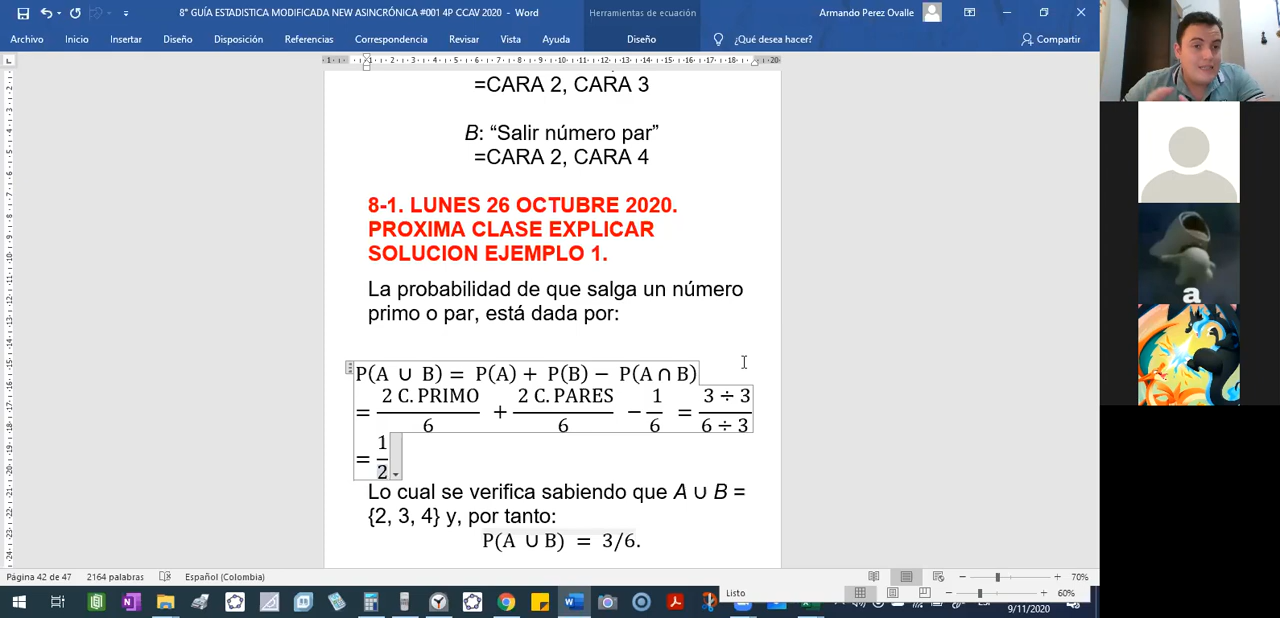 8° GUÍA ESTADISTICA MODIFICADA NEW ASINCRÓNICA #001 4P CCAV 2020 - Word
Herramientas de ecuación
Armando Perez Ovalle
Archivo Inicio Insertar Diseño Disposición Referencias Correspondencia Revisar Vista Ayuda Diseño ¿Qué desea hacer? Compartir
=CARA 2, CARA 3
B: “Salir número par”
=CARA 2, CARA 4
8-1. LUNES 26 OCTUBRE 2020.
PROXIMA CLASE EXPLICAR
SOLUCION EJEMPLO 1.
La probabilidad de que salga un número
primo o par, está dada por:
P(A ∪ B) = P(A) + P(B) − P(A ∩ B)
= 2 C. PRIMO/6 + 2 C. PARES/6 − 1/6 = 3 ÷ 3/6 ÷ 3
= 1/2
Lo cual se verifica sabiendo que A ∪ B =
{2, 3, 4} y, por tanto:
P(A ∪ B) = 3/6.
a
Página 42 de 47 2164 palabras Español (Colombia) 70%
Listo 60%
9/11/2020